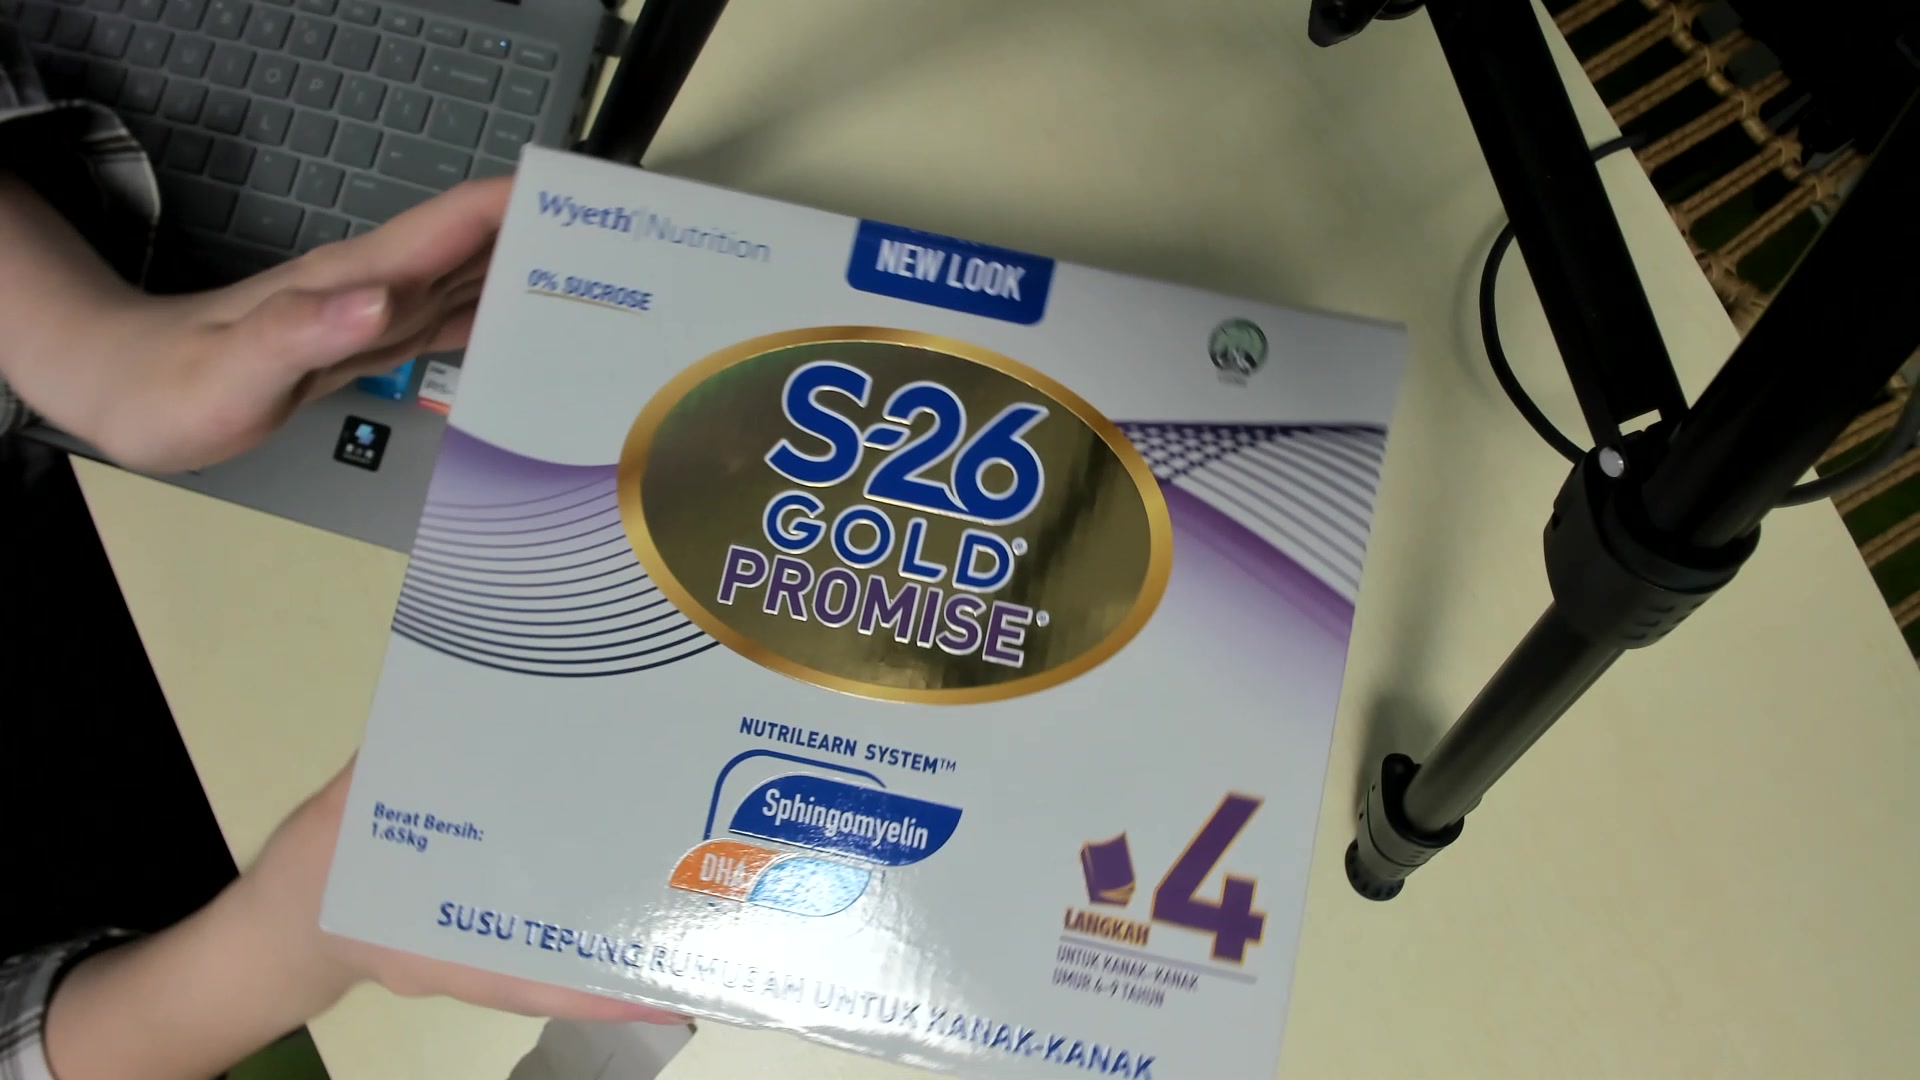 Wyeth® | Nutrition
NEW LOOK
0% SUCROSE
S-26
GOLD®
PROMISE®
NUTRILEARN SYSTEM™
Sphingomyelin
DHA
Berat Bersih:
1.65kg
LANGKAH 4
UNTUK KANAK-KANAK
UMUR 4-9 TAHUN
SUSU TEPUNG RUMUSAN UNTUK KANAK-KANAK